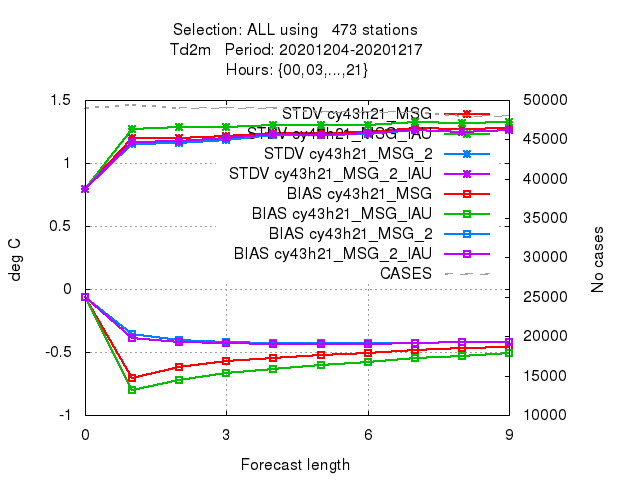 Selection: ALL using 473 stations
Td2m Period: 20201204-20201217
Hours: {00,03,...,21}
1.5
1
0.5
0
-0.5
-1
50000
45000
40000
35000
30000
25000
20000
15000
10000
0
3
6
9
deg C
No cases
Forecast length
STDV cy43h21_MSG
STDV cy43h21_MSG_IAU
STDV cy43h21_MSG_2
STDV cy43h21_MSG_2_IAU
BIAS cy43h21_MSG
BIAS cy43h21_MSG_IAU
BIAS cy43h21_MSG_2
BIAS cy43h21_MSG_2_IAU
CASES